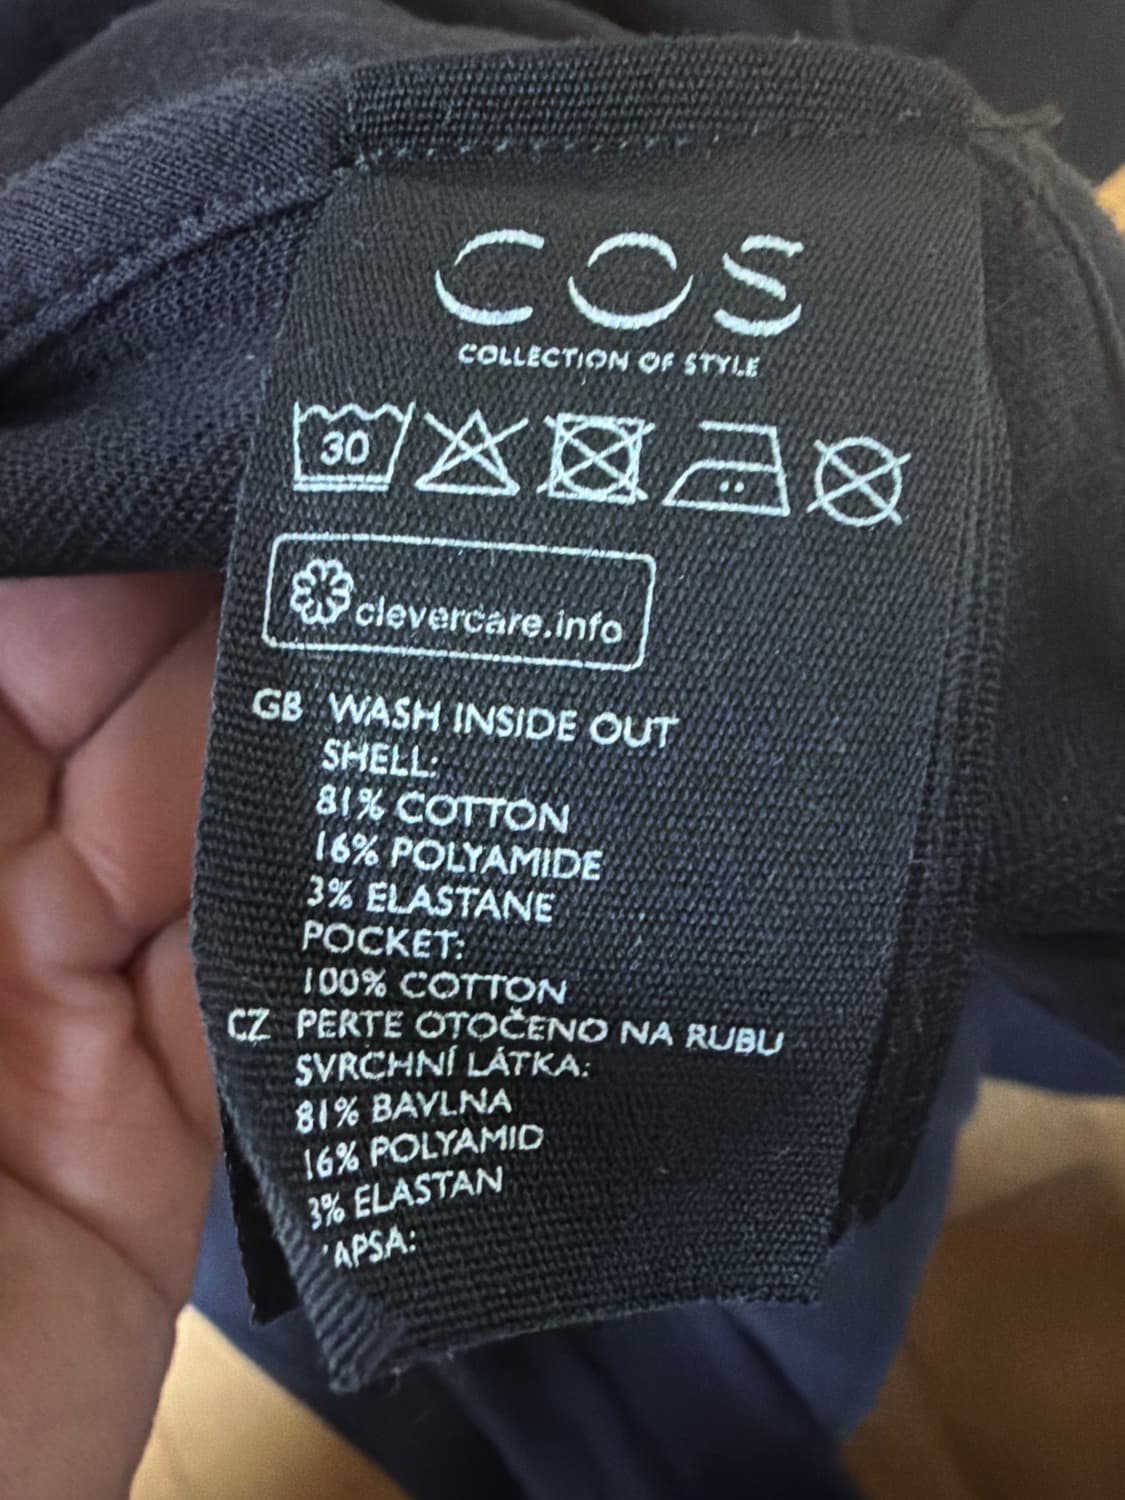 COS
COLLECTION OF STYLE
30
clevercare.info
GB WASH INSIDE OUT
SHELL:
81% COTTON
16% POLYAMIDE
3% ELASTANE
POCKET:
100% COTTON
CZ PERTE OTOČENO NA RUBU
SVRCHNÍ LÁTKA:
81% BAVLNA
16% POLYAMID
3% ELASTAN